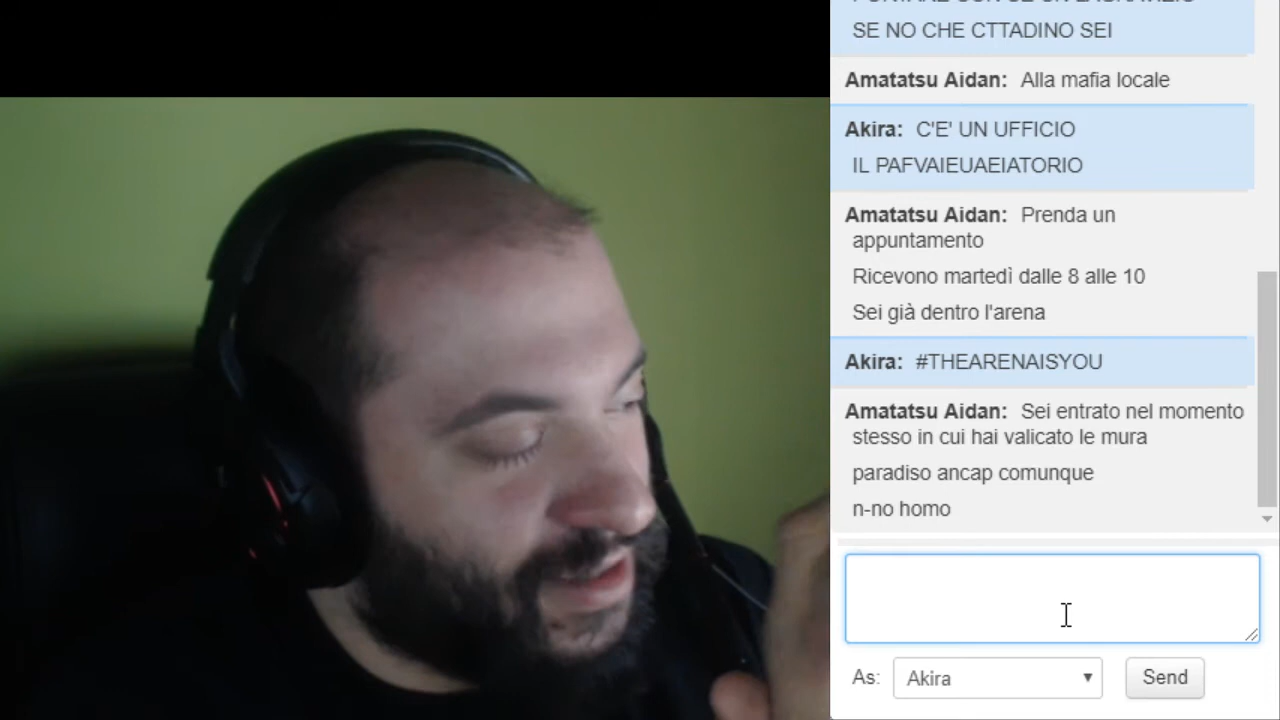 SE NO CHE CTTADINO SEI
Amatatsu Aidan: Alla mafia locale
Akira: C'E' UN UFFICIO
IL PAFVAIEUAEIATORIO
Amatatsu Aidan: Prenda un
appuntamento
Ricevono martedì dalle 8 alle 10
Sei già dentro l'arena
Akira: #THEARENAISYOU
Amatatsu Aidan: Sei entrato nel momento
stesso in cui hai valicato le mura
paradiso ancap comunque
n-no homo
As: Akira Send